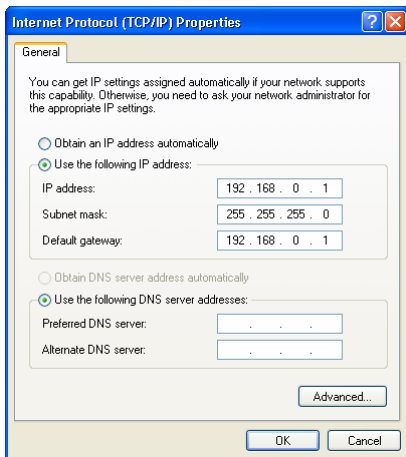 Internet Protocol (TCP/IP) Properties
General
You can get IP settings assigned automatically if your network supports
this capability. Otherwise, you need to ask your network administrator for
the appropriate IP settings.
Obtain an IP address automatically
Use the following IP address:
IP address: 192 . 168 . 0 . 1
Subnet mask: 255 . 255 . 255 . 0
Default gateway: 192 . 168 . 0 . 1
Obtain DNS server address automatically
Use the following DNS server addresses:
Preferred DNS server: . . .
Alternate DNS server: . . .
Advanced...
OK Cancel